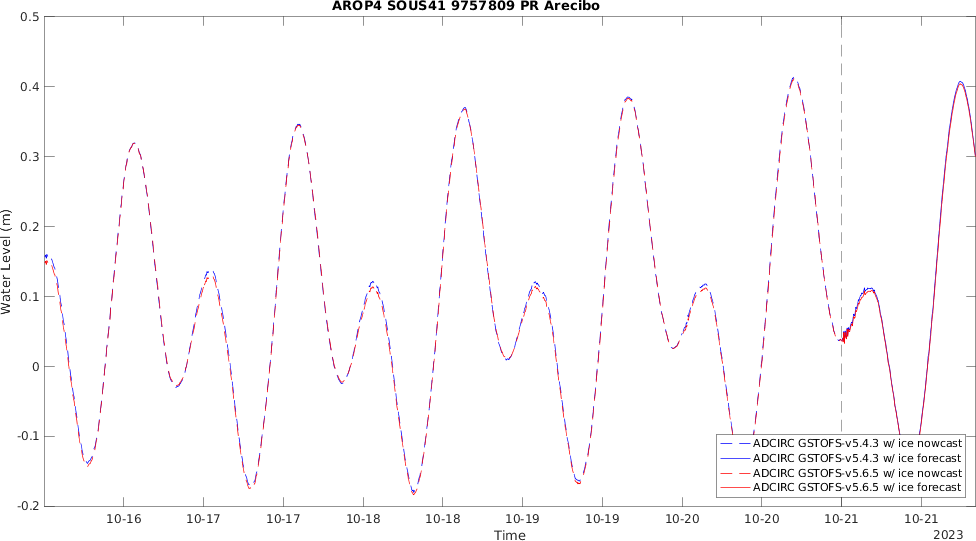 AROP4 SOUS41 9757809 PR Arecibo
0.5
0.4
0.3
0.2
0.1
0
-0.1
-0.2
Water Level (m)
ADCIRC GSTOFS-v5.4.3 w/ ice nowcast
ADCIRC GSTOFS-v5.4.3 w/ ice forecast
ADCIRC GSTOFS-v5.6.5 w/ ice nowcast
ADCIRC GSTOFS-v5.6.5 w/ ice forecast
10-16 10-17 10-17 10-18 10-18 10-19 10-19 10-20 10-20 10-21 10-21
2023
Time